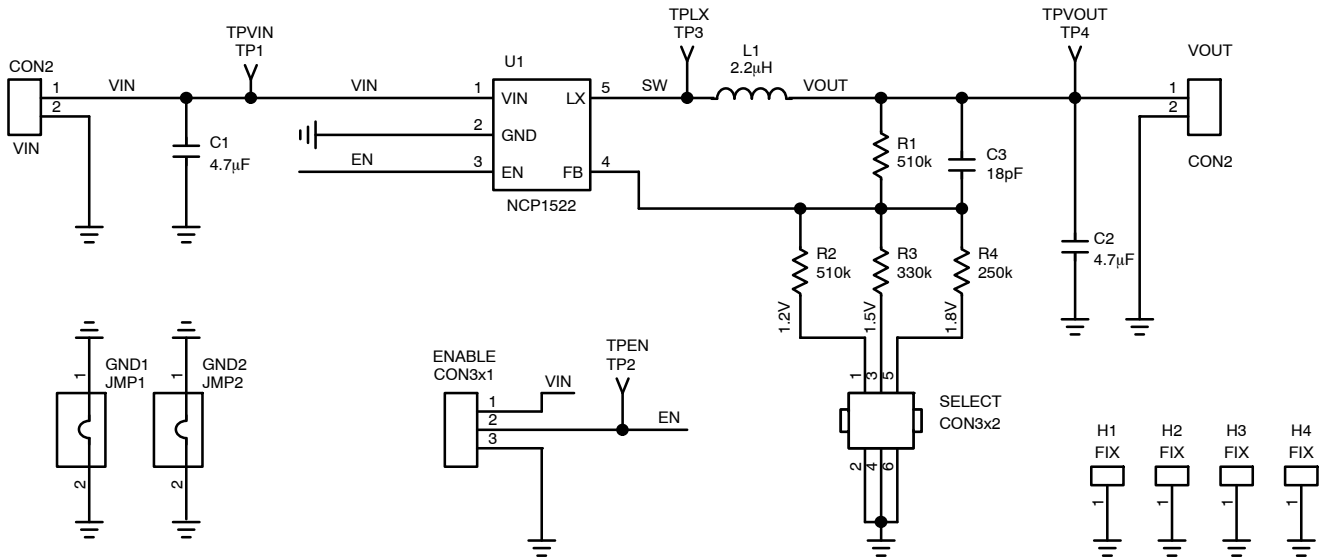 TPVIN
TP1
TPLX
TP3
TPVOUT
TP4
CON2
1
2
VIN
VIN
VIN
C1
4.7μF
U1
1 VIN
2 GND
3 EN
LX 5
FB 4
NCP1522
EN
SW
L1
2.2μH
VOUT
R1
510k
C3
18pF
VOUT
1
2
CON2
R2
510k
R3
330k
R4
250k
C2
4.7μF
1.2V
1.5V
1.8V
1 3 5
SELECT
CON3x2
2 4 6
GND1
JMP1
1
2
GND2
JMP2
1
2
ENABLE
CON3x1
1
2
3
VIN
TPEN
TP2
EN
H1
FIX
1
H2
FIX
1
H3
FIX
1
H4
FIX
1